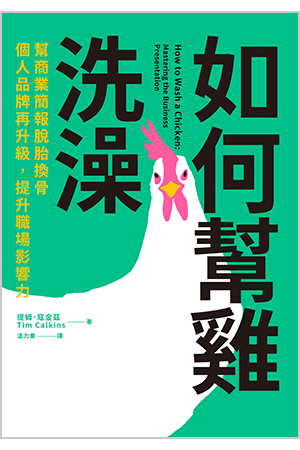 如何幫雞
洗澡
How to Wash a Chicken:
Mastering the Business
Presentation
幫商業簡報脫胎換骨
個人品牌再升級，提升職場影響力
提姆·寇金茲
Tim Calkins——著
溫力秦——譯